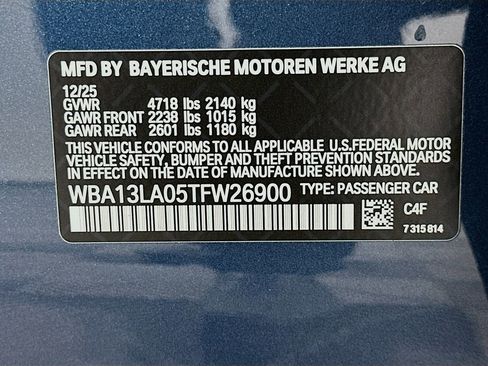 MFD BY BAYERISCHE MOTOREN WERKE AG
12/25
GVWR 4718 lbs 2140 kg
GAWR FRONT 2238 lbs 1015 kg
GAWR REAR 2601 lbs 1180 kg
THIS VEHICLE CONFORMS TO ALL APPLICABLE U.S.FEDERAL MOTOR
VEHICLE SAFETY, BUMPER, AND THEFT PREVENTION STANDARDS
IN EFFECT ON THE DATE OF MANUFACTURE SHOWN ABOVE.
WBA13LA05TFW26900 TYPE: PASSENGER CAR
C4F
7315814